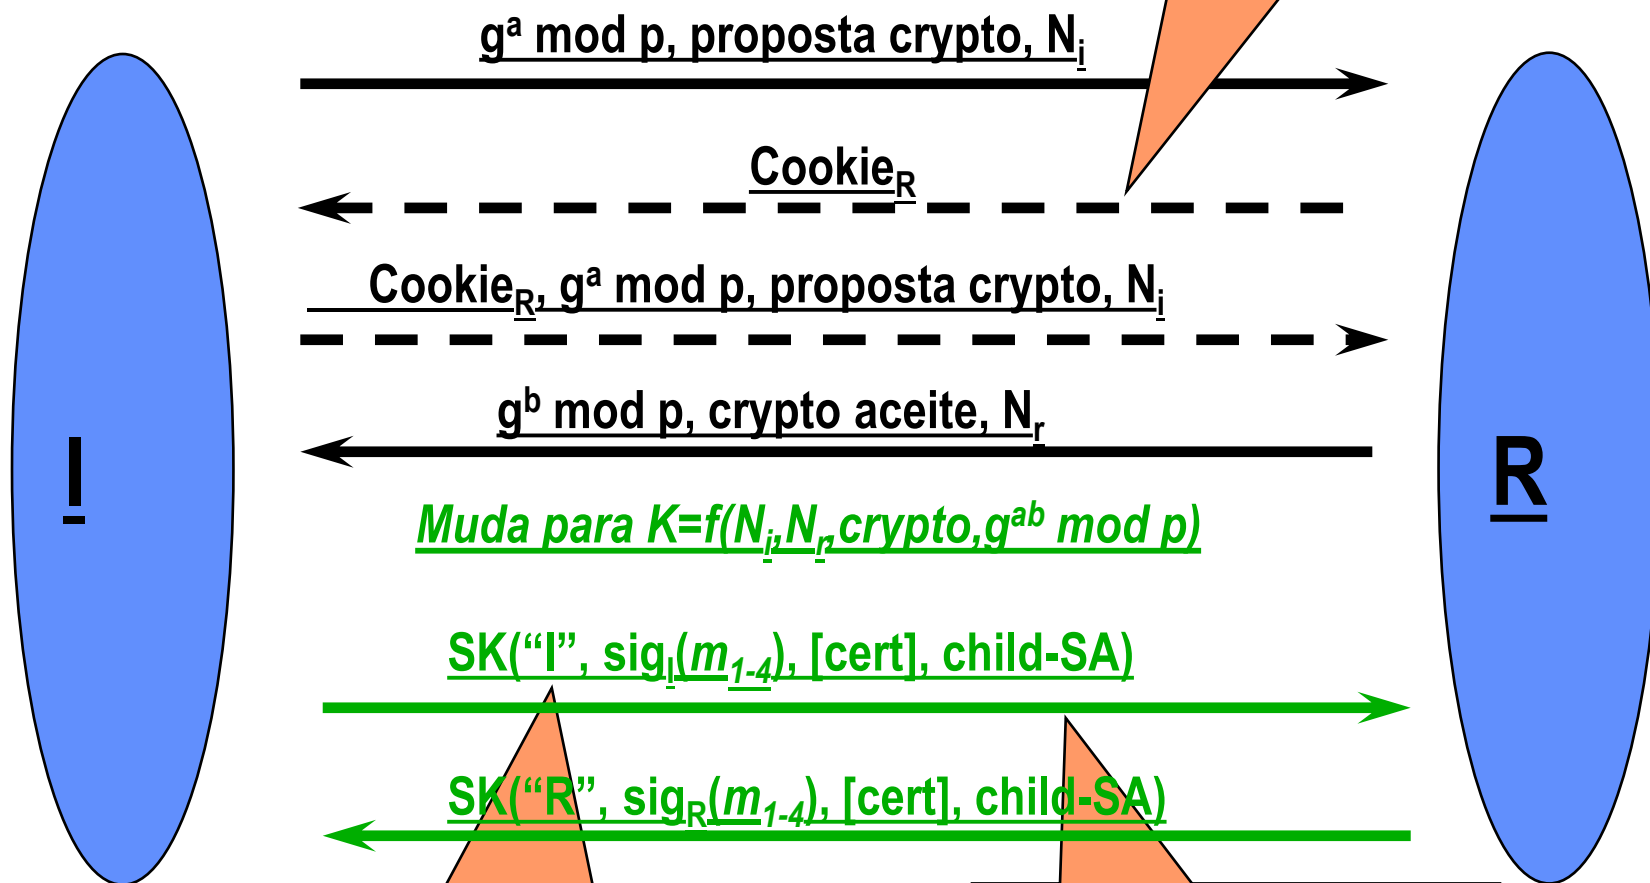 gᵃ mod p, proposta crypto, Nᵢ
Cookie_R
Cookie_R, gᵃ mod p, proposta crypto, Nᵢ
gᵇ mod p, crypto aceite, Nᵣ
I
R
Muda para K=f(Nᵢ,Nᵣ,crypto,gᵃᵇ mod p)
SK(“I”, sig_I(m₁₋₄), [cert], child-SA)
SK(“R”, sig_R(m₁₋₄), [cert], child-SA)